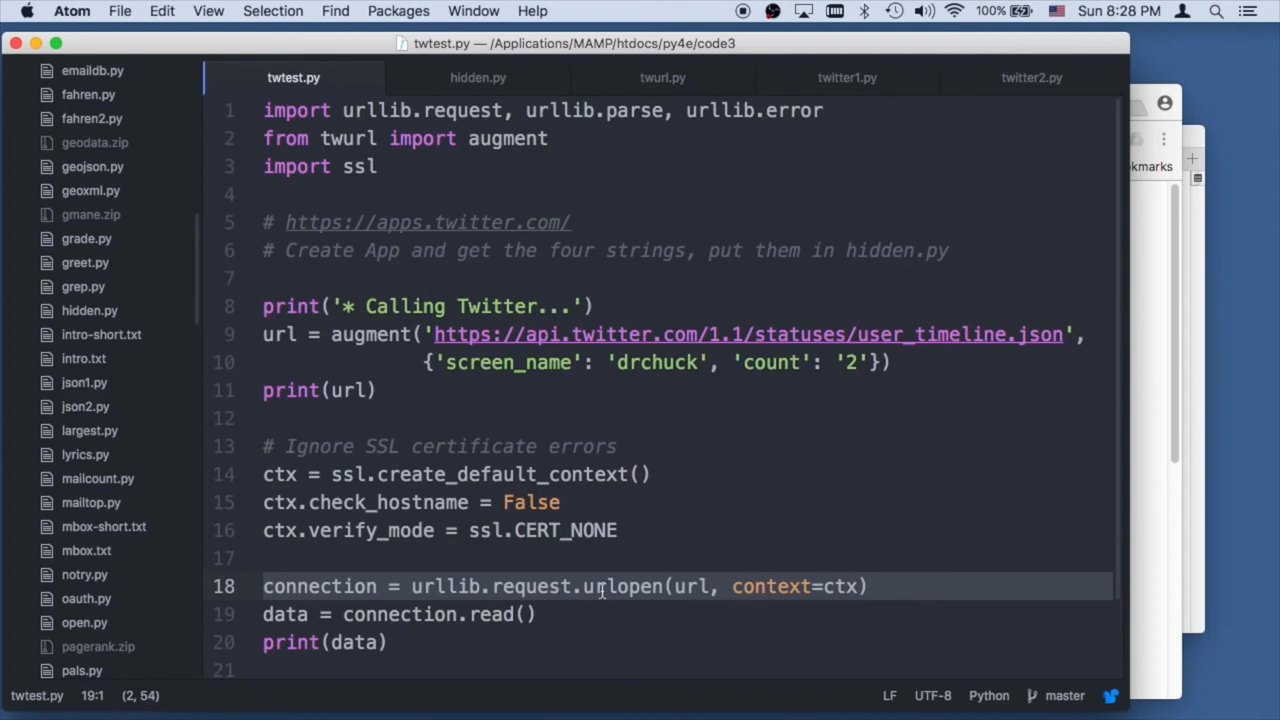 Atom File Edit View Selection Find Packages Window Help 100% Sun 8:28 PM
twtest.py — /Applications/MAMP/htdocs/py4e/code3
twtest.py hidden.py twurl.py twitter1.py twitter2.py
emaildb.py
fahren.py
fahren2.py
geodata.zip
geojson.py
geoxml.py
gmane.zip
grade.py
greet.py
grep.py
hidden.py
intro-short.txt
intro.txt
json1.py
json2.py
largest.py
lyrics.py
mailcount.py
mailtop.py
mbox-short.txt
mbox.txt
notry.py
oauth.py
open.py
pagerank.zip
pals.py
1 import urllib.request, urllib.parse, urllib.error
2 from twurl import augment
3 import ssl
4
5 # https://apps.twitter.com/
6 # Create App and get the four strings, put them in hidden.py
7
8 print('* Calling Twitter...')
9 url = augment('https://api.twitter.com/1.1/statuses/user_timeline.json',
10 {'screen_name': 'drchuck', 'count': '2'})
11 print(url)
12
13 # Ignore SSL certificate errors
14 ctx = ssl.create_default_context()
15 ctx.check_hostname = False
16 ctx.verify_mode = ssl.CERT_NONE
17
18 connection = urllib.request.urlopen(url, context=ctx)
19 data = connection.read()
20 print(data)
21
okmarks
twtest.py 19:1 (2, 54) LF UTF-8 Python master